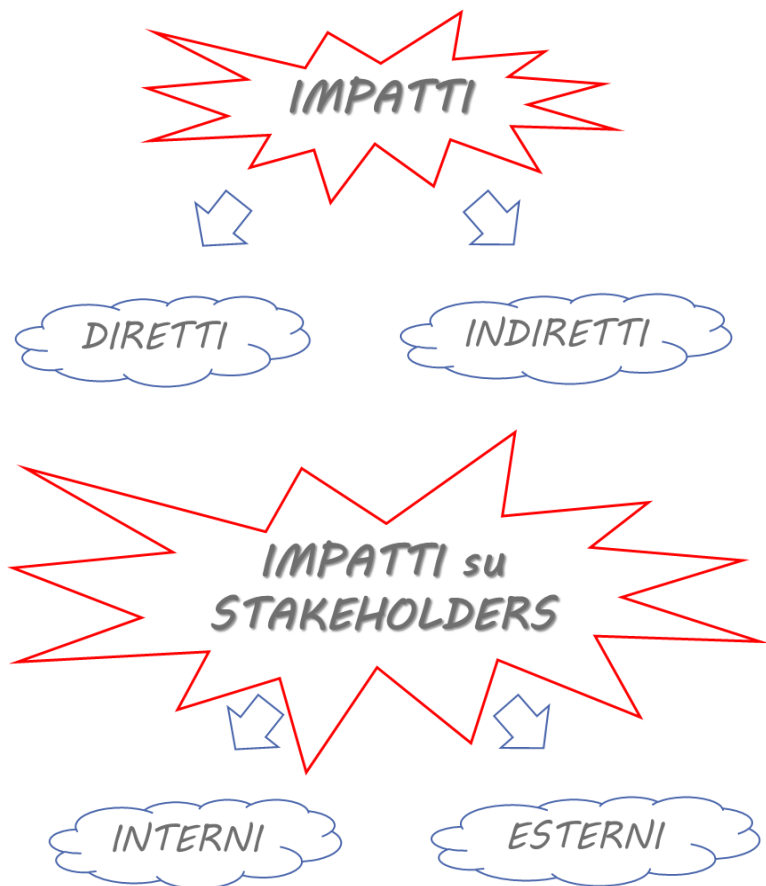 IMPATTI
DIRETTI
INDIRETTI
IMPATTI su
STAKEHOLDERS
INTERNI
ESTERNI